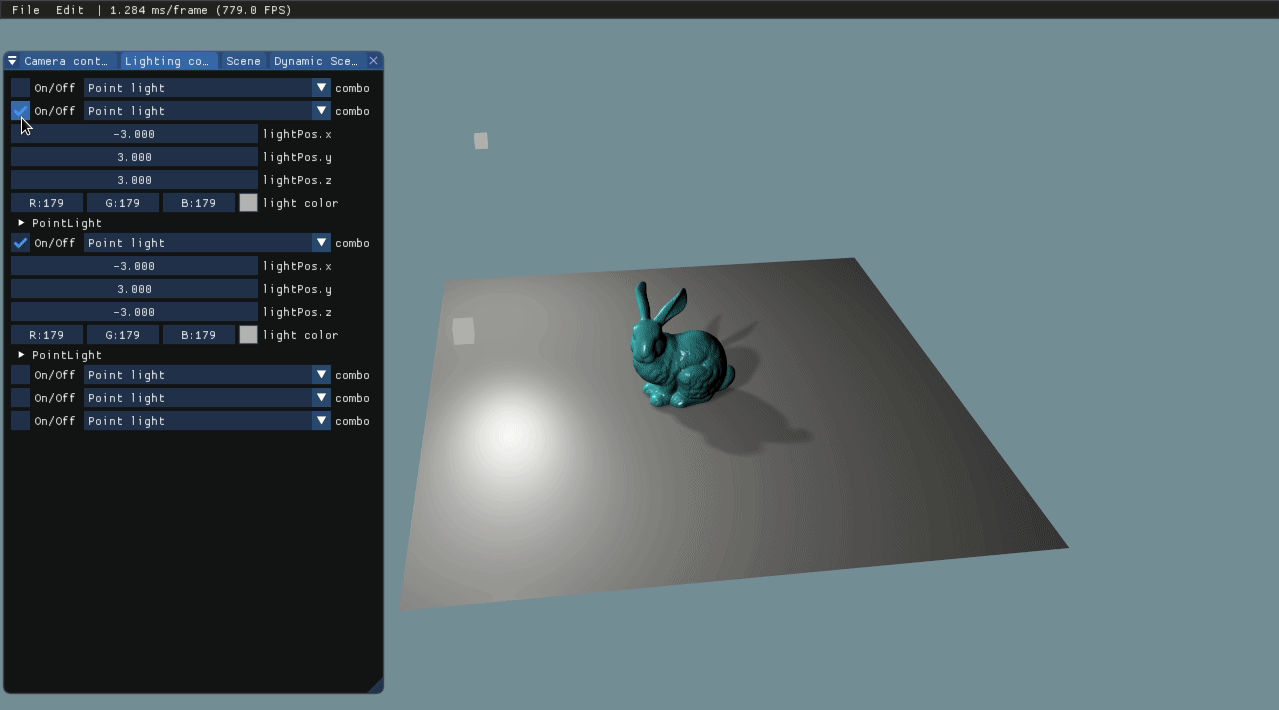 File Edit | 1.284 ms/frame (779.0 FPS)
Camera cont... Lighting co... Scene Dynamic Sce...
On/Off Point light combo
On/Off Point light combo
-3.000 lightPos.x
3.000 lightPos.y
3.000 lightPos.z
R:179 G:179 B:179 light color
PointLight
On/Off Point light combo
-3.000 lightPos.x
3.000 lightPos.y
-3.000 lightPos.z
R:179 G:179 B:179 light color
PointLight
On/Off Point light combo
On/Off Point light combo
On/Off Point light combo